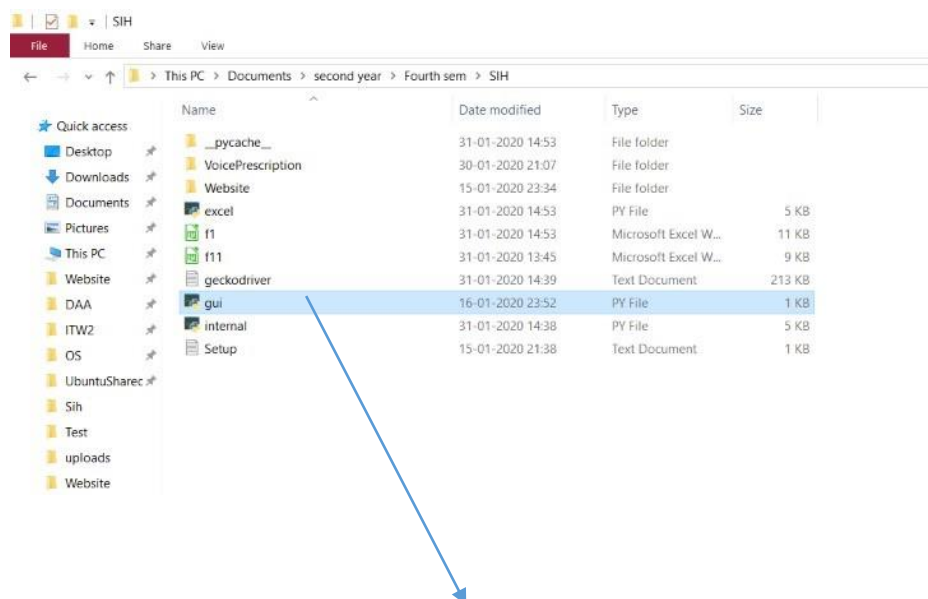 SIH
File Home Share View
This PC > Documents > second year > Fourth sem > SIH
Name Date modified Type Size
Quick access
Desktop
Downloads
Documents
Pictures
This PC
Website
DAA
ITW2
OS
UbuntuSharec
Sih
Test
uploads
Website
__pycache__ 31-01-2020 14:53 File folder
VoicePrescription 30-01-2020 21:07 File folder
Website 15-01-2020 23:34 File folder
excel 31-01-2020 14:53 PY File 5 KB
f1 31-01-2020 14:53 Microsoft Excel W... 11 KB
f11 31-01-2020 13:45 Microsoft Excel W... 9 KB
geckodriver 31-01-2020 14:39 Text Document 213 KB
gui 16-01-2020 23:52 PY File 1 KB
internal 31-01-2020 14:38 PY File 5 KB
Setup 15-01-2020 21:38 Text Document 1 KB